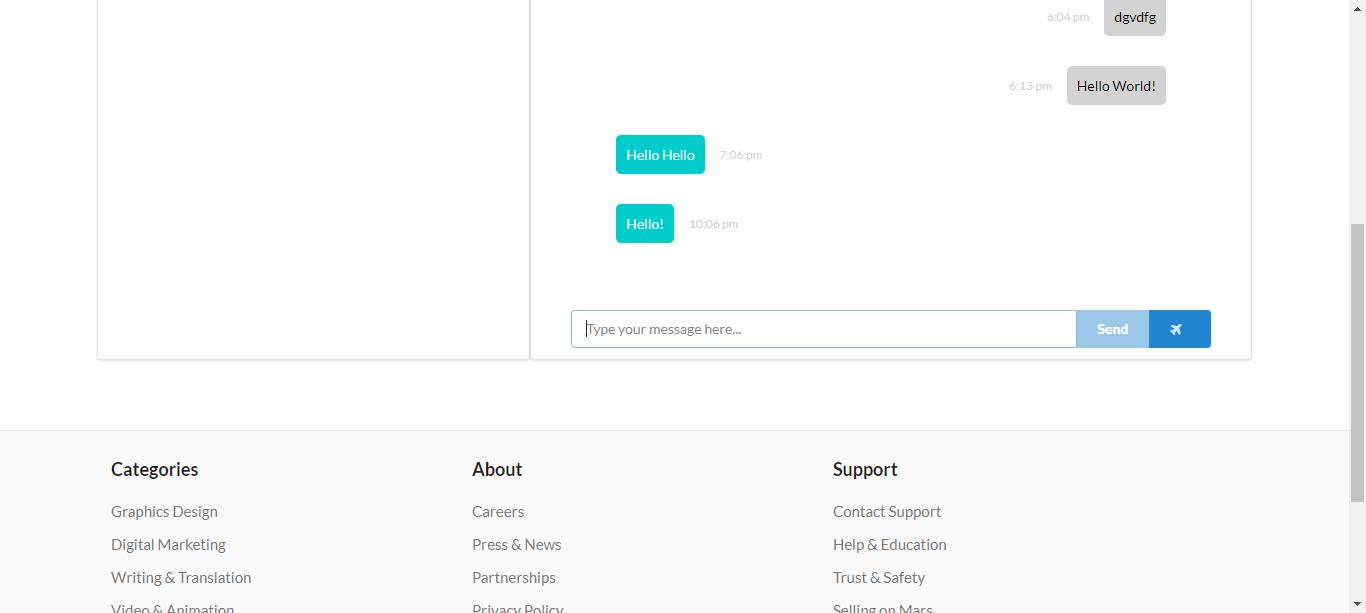 6:04 pm dgvdfg
6:13 pm Hello World!
Hello Hello 7:06 pm
Hello! 10:06 pm
Type your message here... Send
Categories About Support
Graphics Design Careers Contact Support
Digital Marketing Press & News Help & Education
Writing & Translation Partnerships Trust & Safety
Video & Animation Privacy Policy Selling on Mars